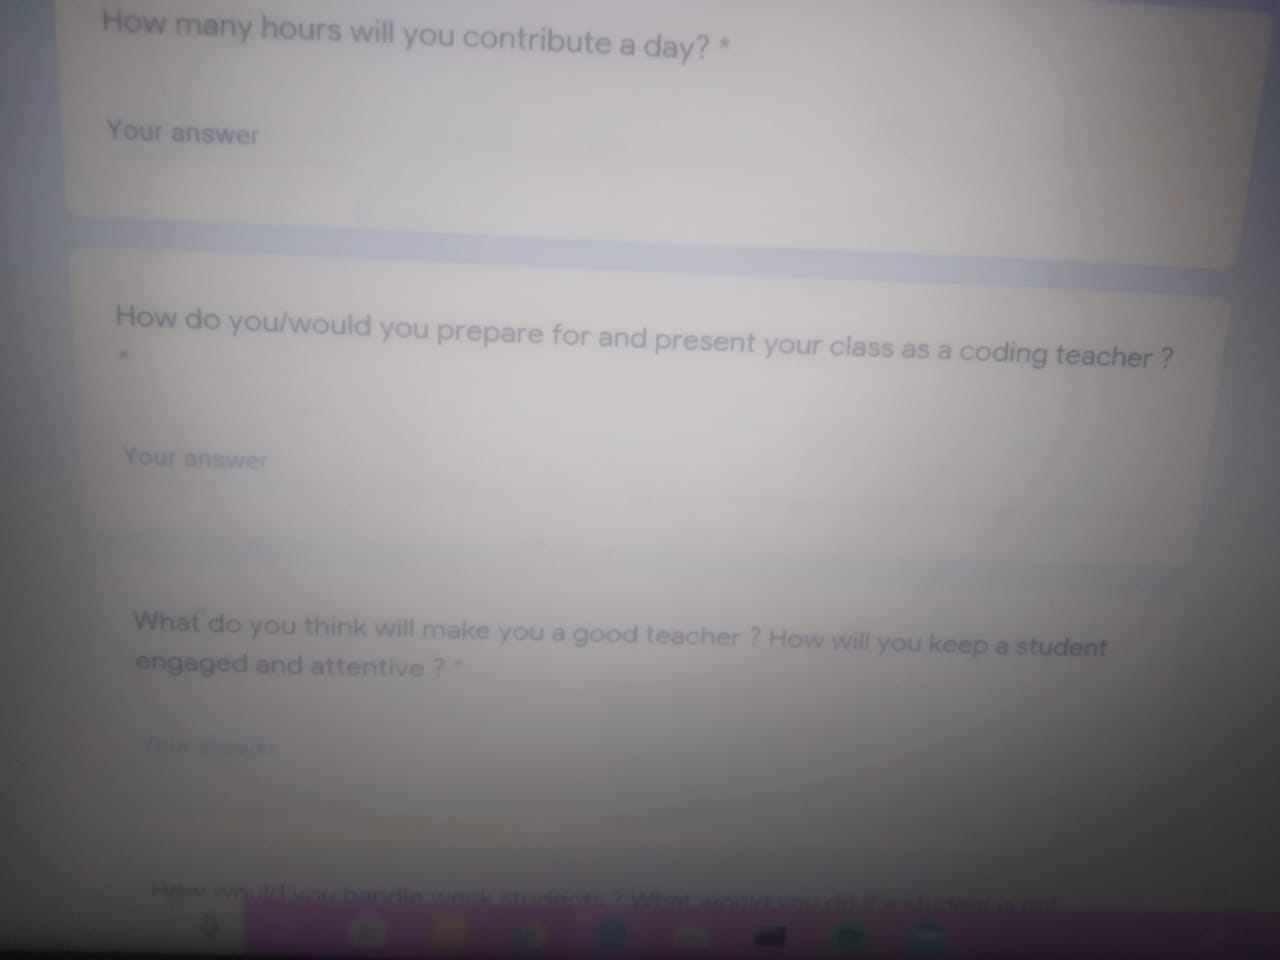 How many hours will you contribute a day? *
Your answer
How do you/would you prepare for and present your class as a coding teacher ?
*
Your answer
What do you think will make you a good teacher ? How will you keep a student
engaged and attentive ? *
Your answer
How would you handle weak students ? What would you do if a student is not